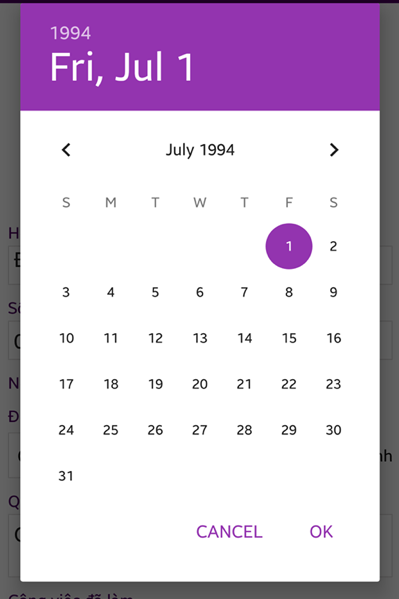 1994
Fri, Jul 1
July 1994
S M T W T F S
1 2
3 4 5 6 7 8 9
10 11 12 13 14 15 16
17 18 19 20 21 22 23
24 25 26 27 28 29 30
31
CANCEL OK